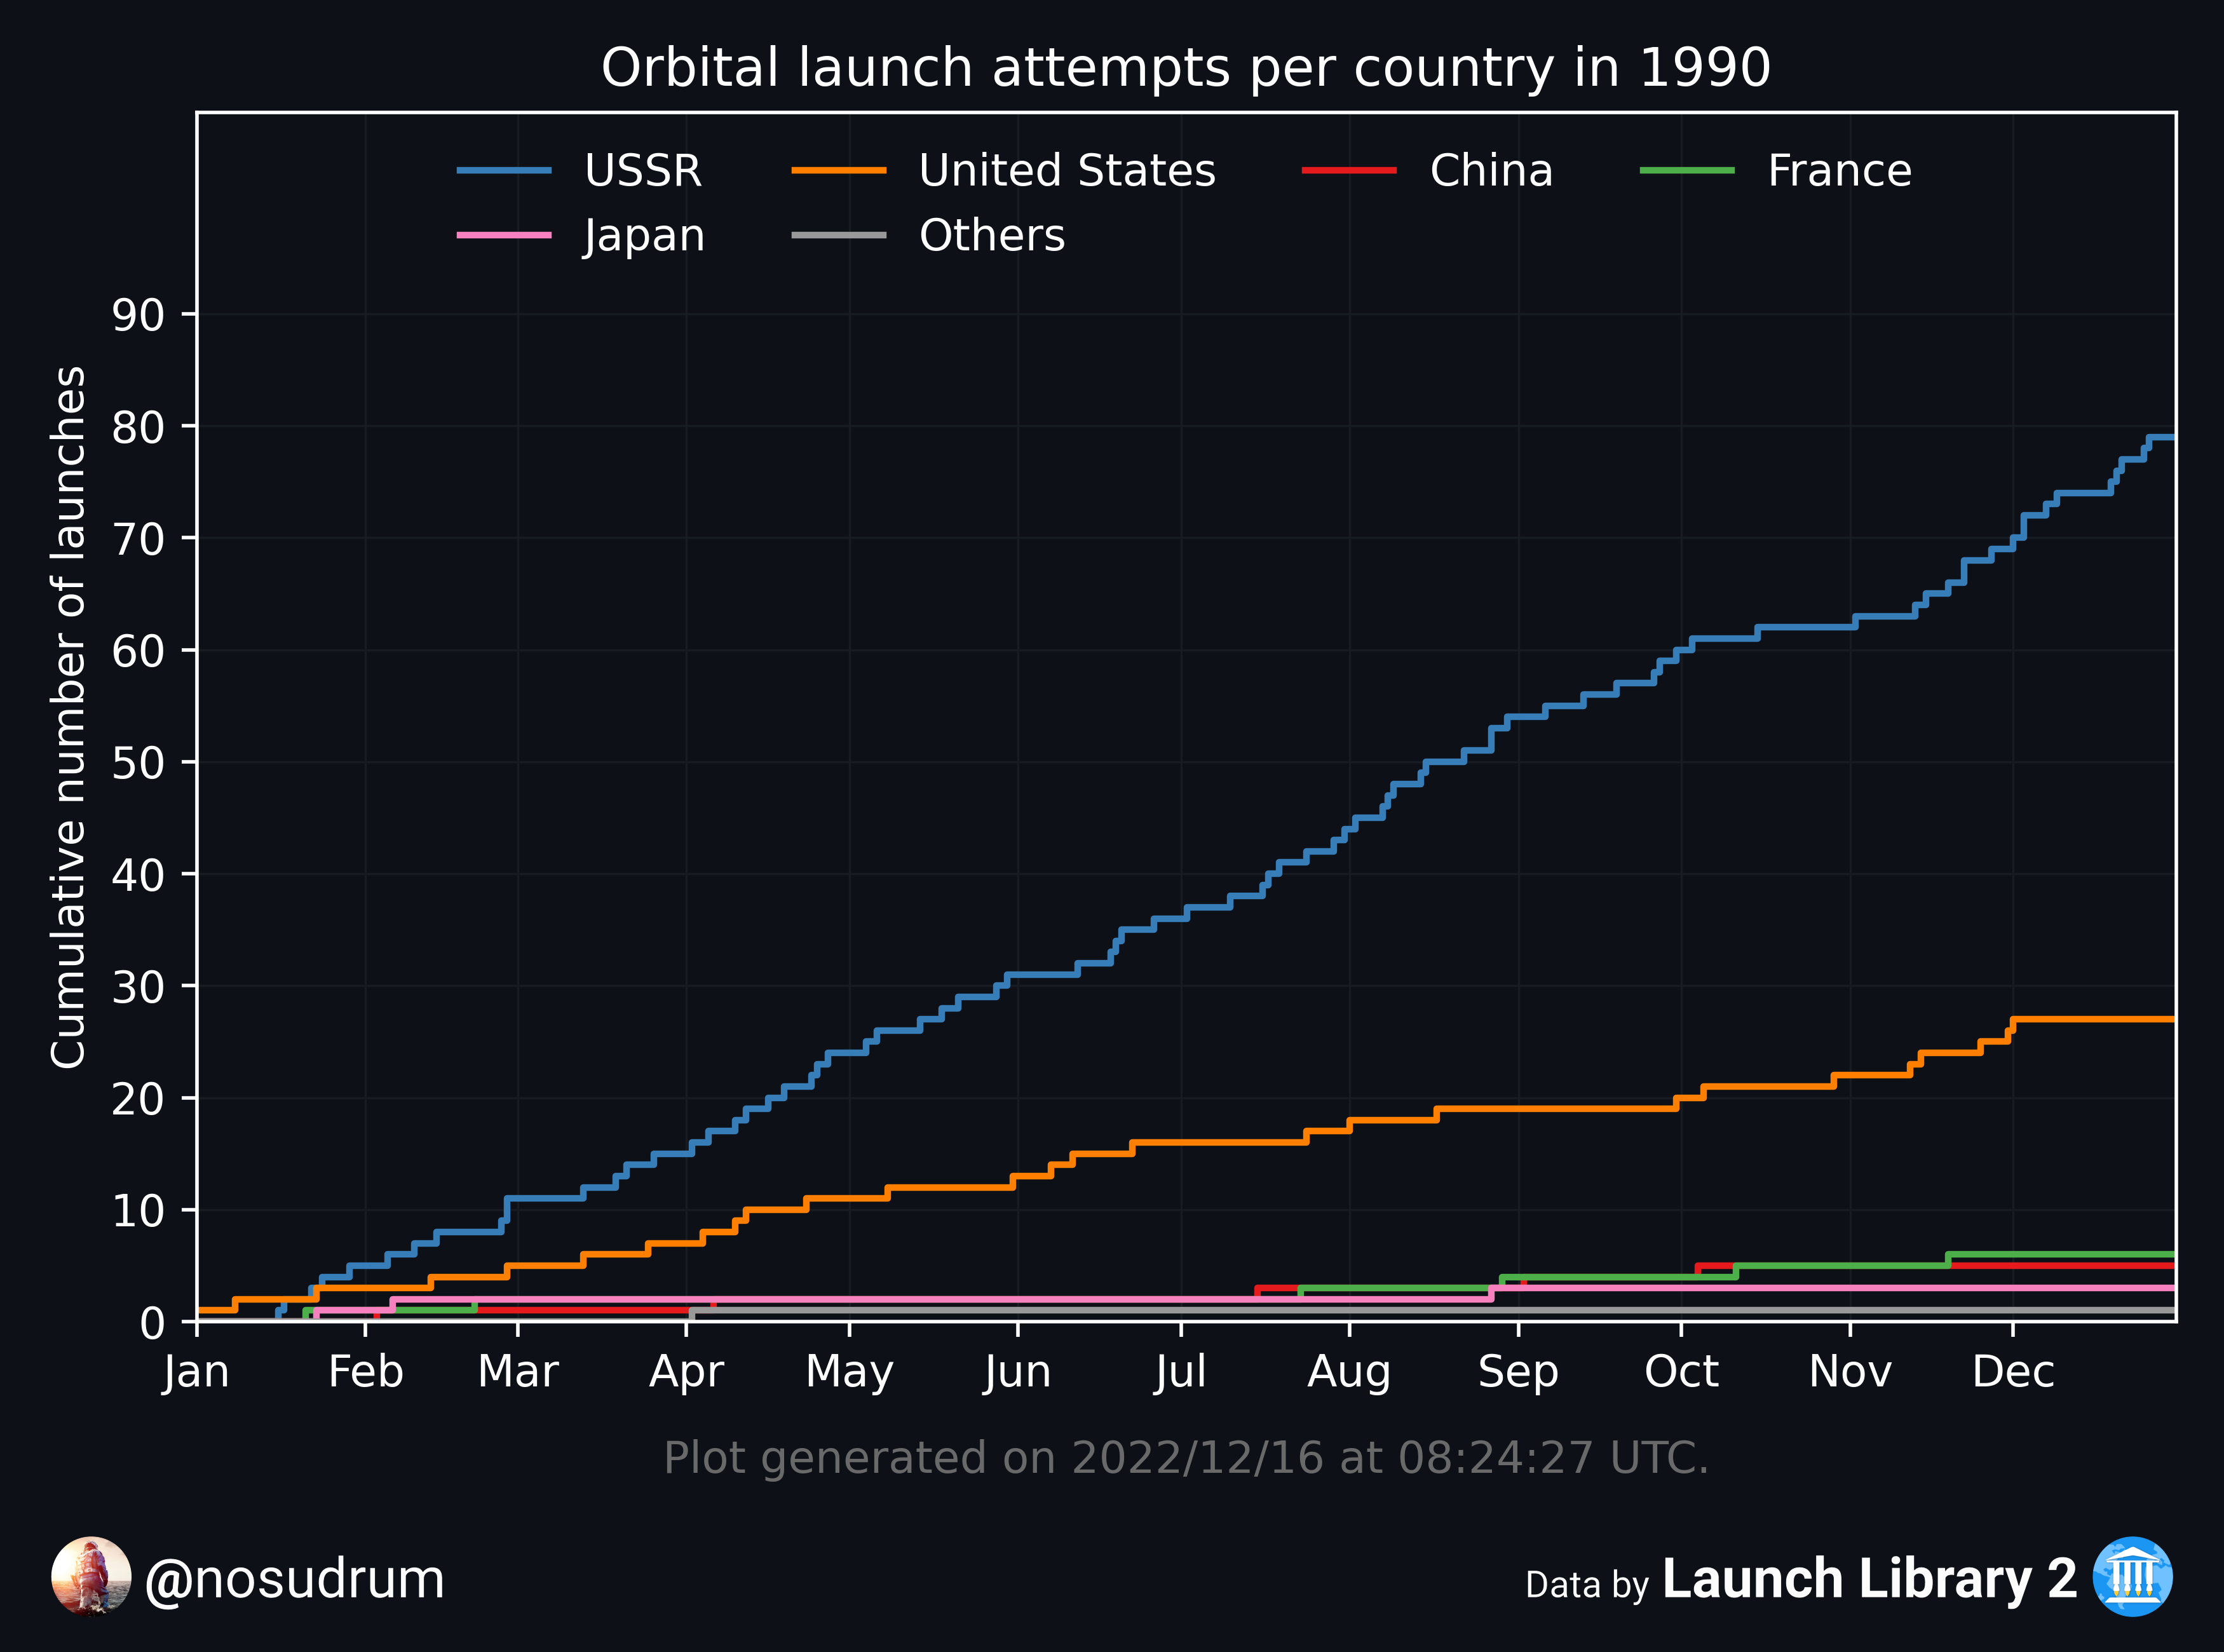 Orbital launch attempts per country in 1990
USSR United States China France
Japan Others
Cumulative number of launches
90
80
70
60
50
40
30
20
10
0
Jan Feb Mar Apr May Jun Jul Aug Sep Oct Nov Dec
Plot generated on 2022/12/16 at 08:24:27 UTC.
@nosudrum
Data by Launch Library 2